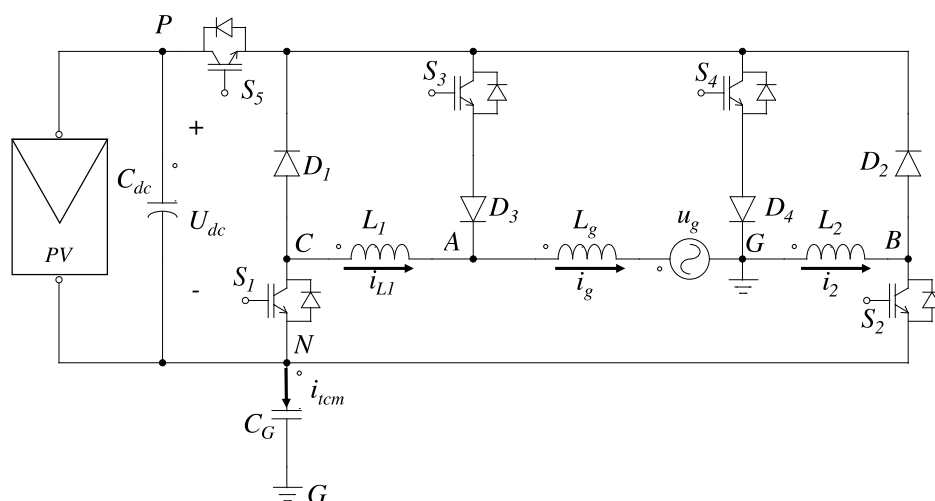 P
S5
S3
S4
+
Cdc
Udc
-
PV
D1
D2
D3
D4
L1
Lg
ug
L2
C
A
G
B
iL1
ig
i2
S1
S2
N
itcm
CG
G